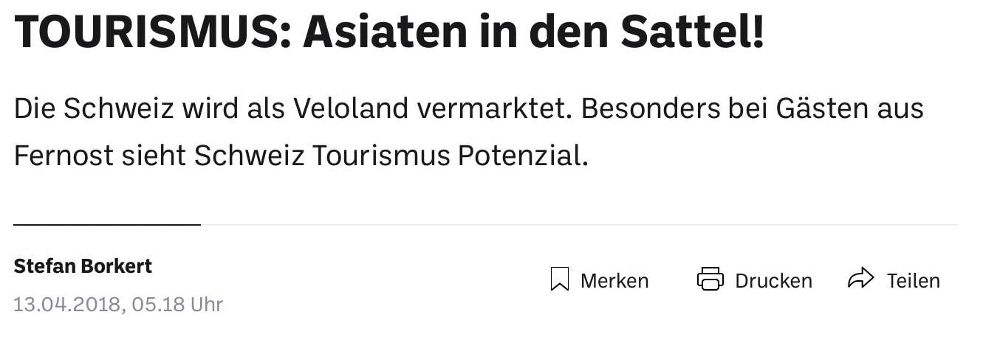 TOURISMUS: Asiaten in den Sattel!
Die Schweiz wird als Veloland vermarktet. Besonders bei Gästen aus
Fernost sieht Schweiz Tourismus Potenzial.
Stefan Borkert
13.04.2018, 05.18 Uhr
Merken Drucken Teilen